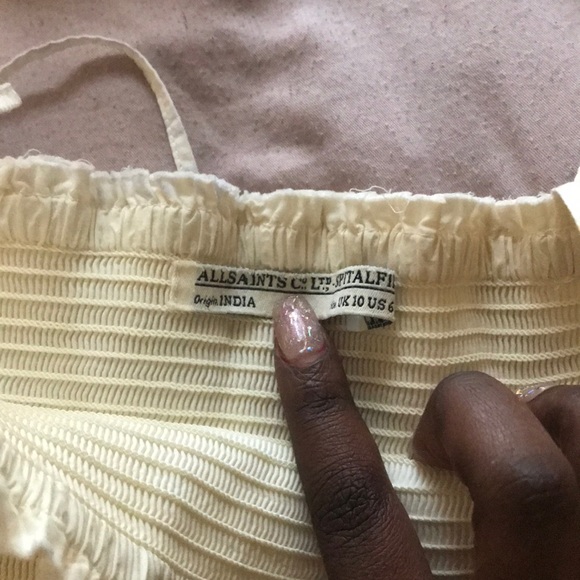 ALLSAINTS Cº LTD. SPITALFI
Origin. INDIA UK 10 US 6